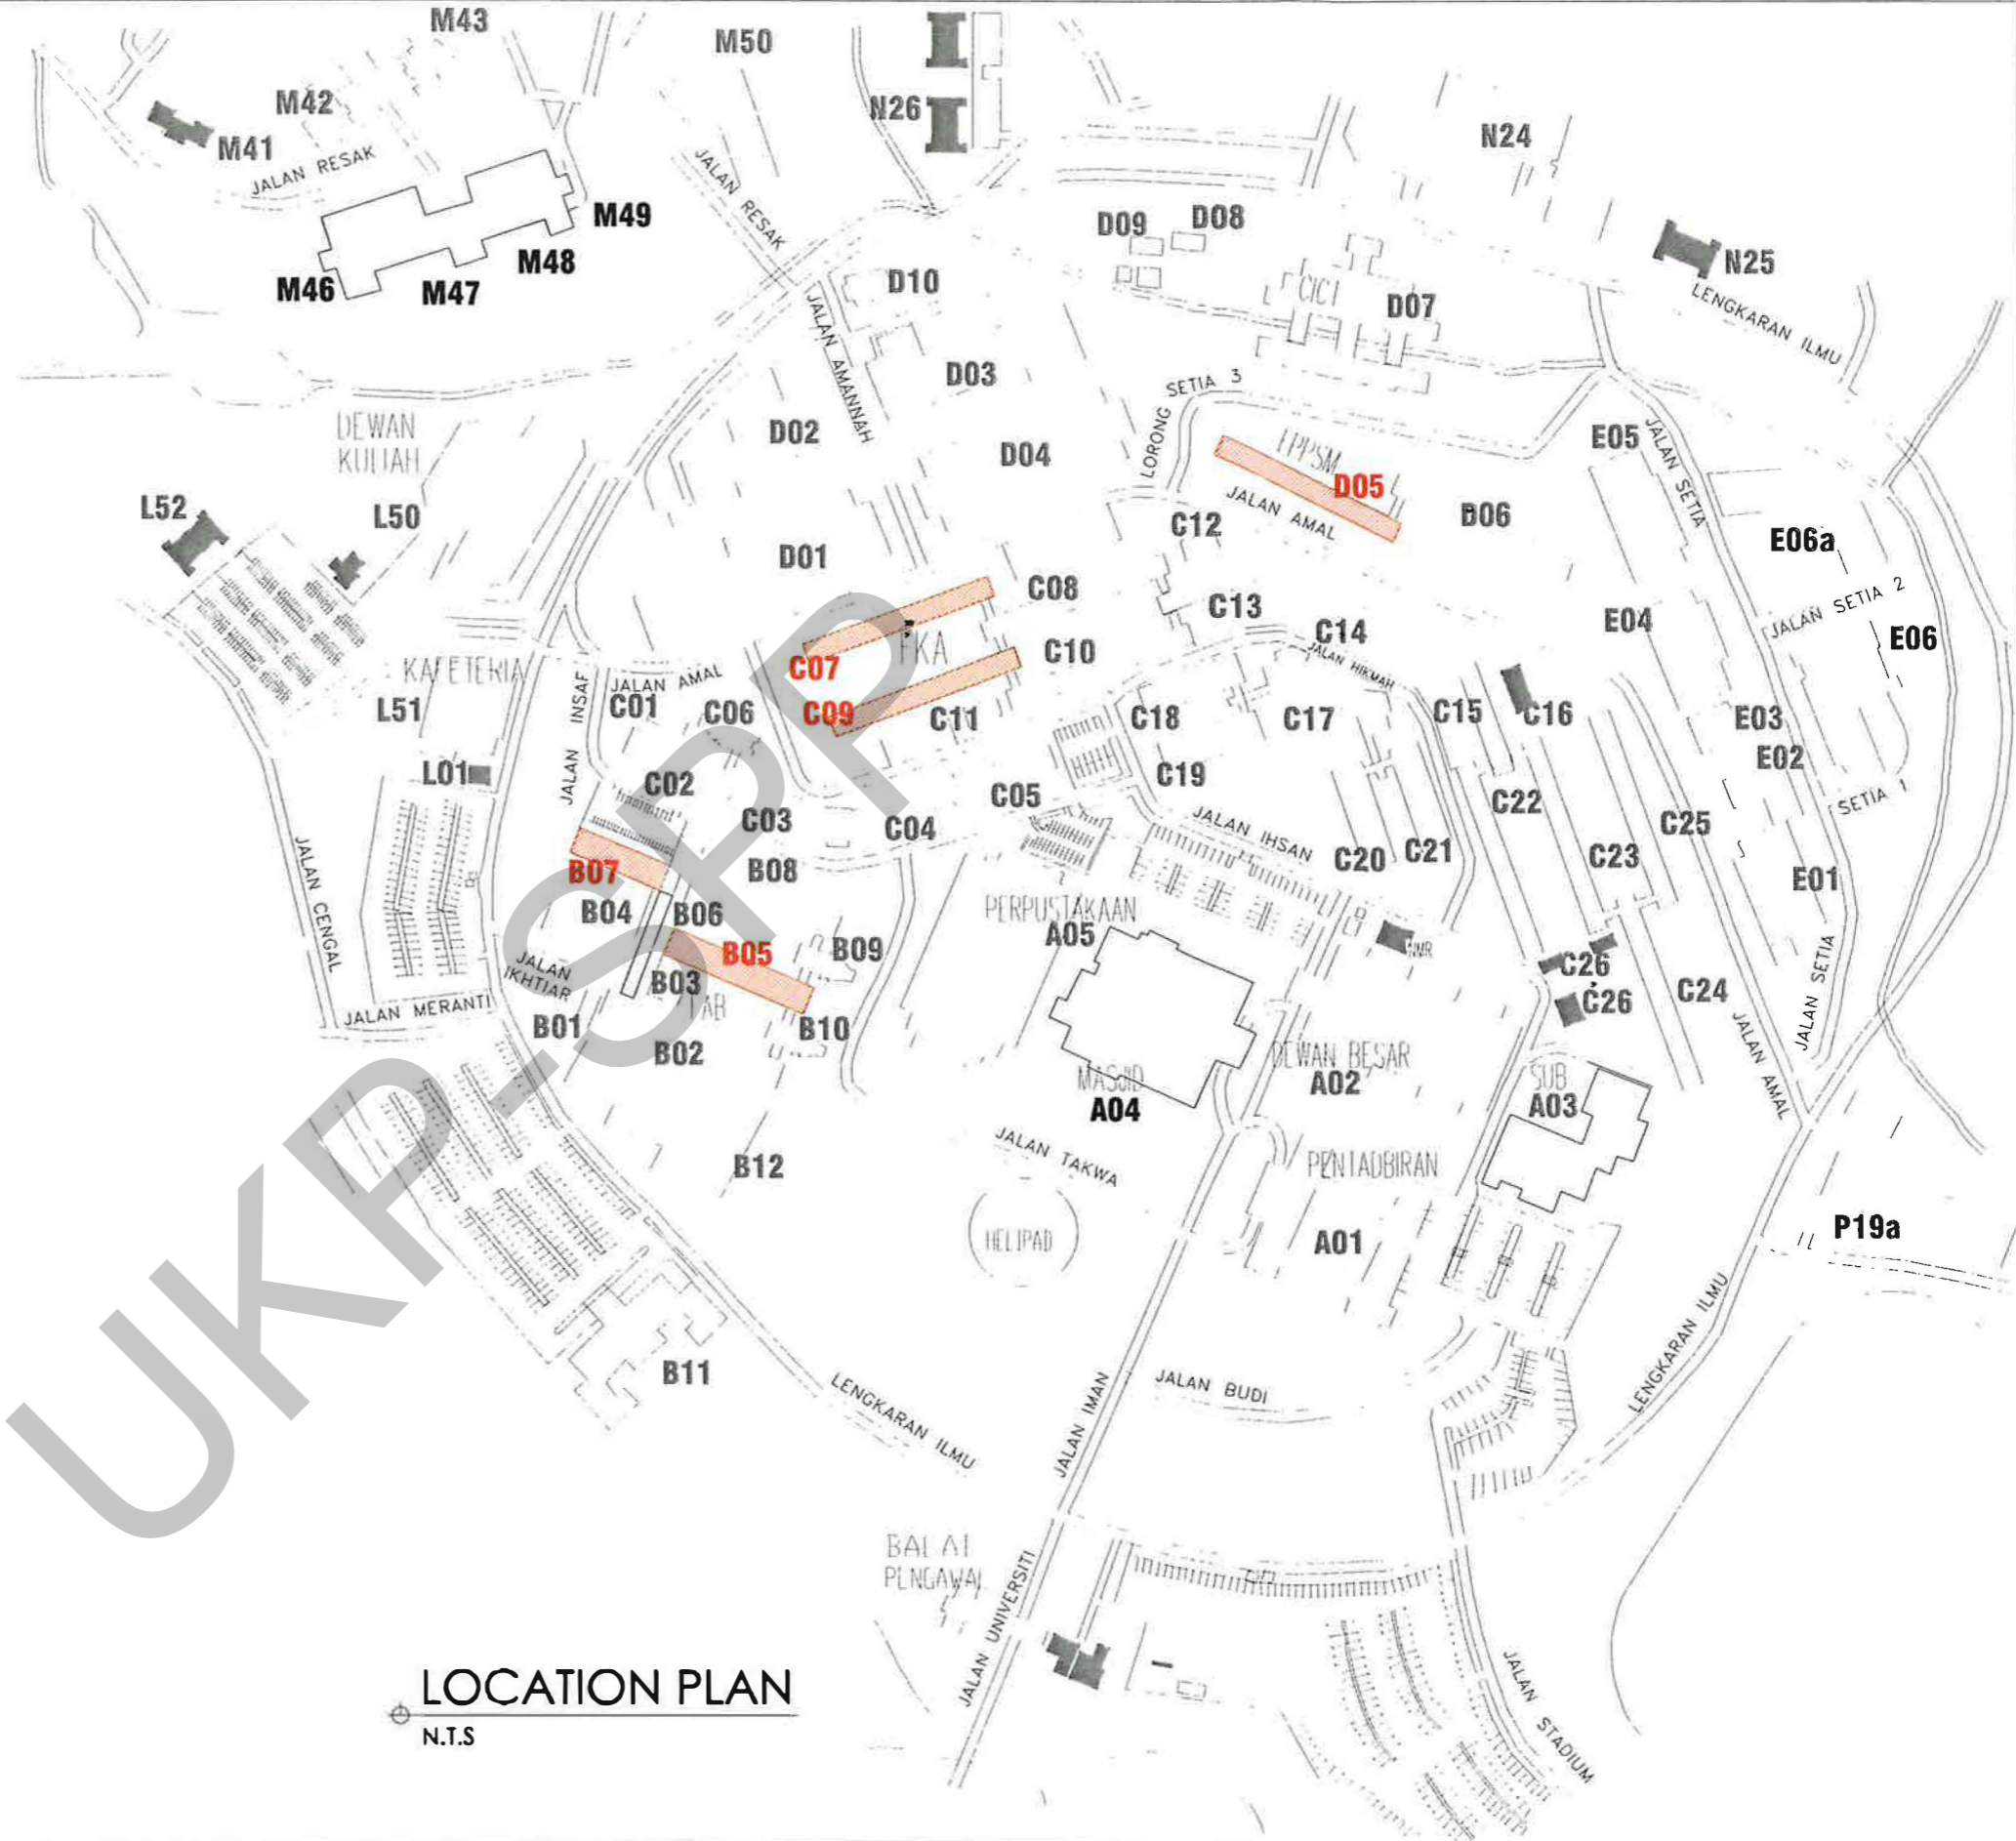 M43
M50
M42
N26
M41
N24
JALAN RESAK
JALAN RESAK
M49
D09
D08
N25
M48
M46
M47
D10
CICT
D07
LENGKARAN ILMU
JALAN AMANNAH
D03
LORONG SETIA 3
DEWAN
KULIAH
D02
D04
E05
JALAN SETIA
L52
L50
D05
JALAN AMAL
C12
B06
E06a
D01
C08
C13
C14
JALAN HIKMAH
E04
JALAN SETIA 2
E06
FKA
C10
C07
KAFETERIA
JALAN AMAL
JALAN INSAF
L51
C01
C06
C09
C11
C18
C17
C15
C16
E03
E02
L01
C02
C19
C05
SETIA 1
C22
C25
JALAN
C03
C04
JALAN IHSAN
C20
C21
C23
B07
B08
E01
JALAN CENGAL
B04
B06
PERPUSTAKAAN
A05
B05
B09
JALAN
IKHTIAR
B03
C26
C26
C24
JALAN SETIA
JALAN MERANTI
B01
B10
B02
DEWAN BESAR
A02
MASJID
A04
SUB
A03
JALAN AMAL
JALAN TAKWA
B12
PENTADBIRAN
HELIPAD
A01
P19a
B11
LENGKARAN ILMU
LENGKARAN ILMU
JALAN IMAN
JALAN BUDI
BALAI
PENGAWAL
JALAN UNIVERSITI
JALAN STADIUM
LOCATION PLAN
N.T.S
UKP-SPP